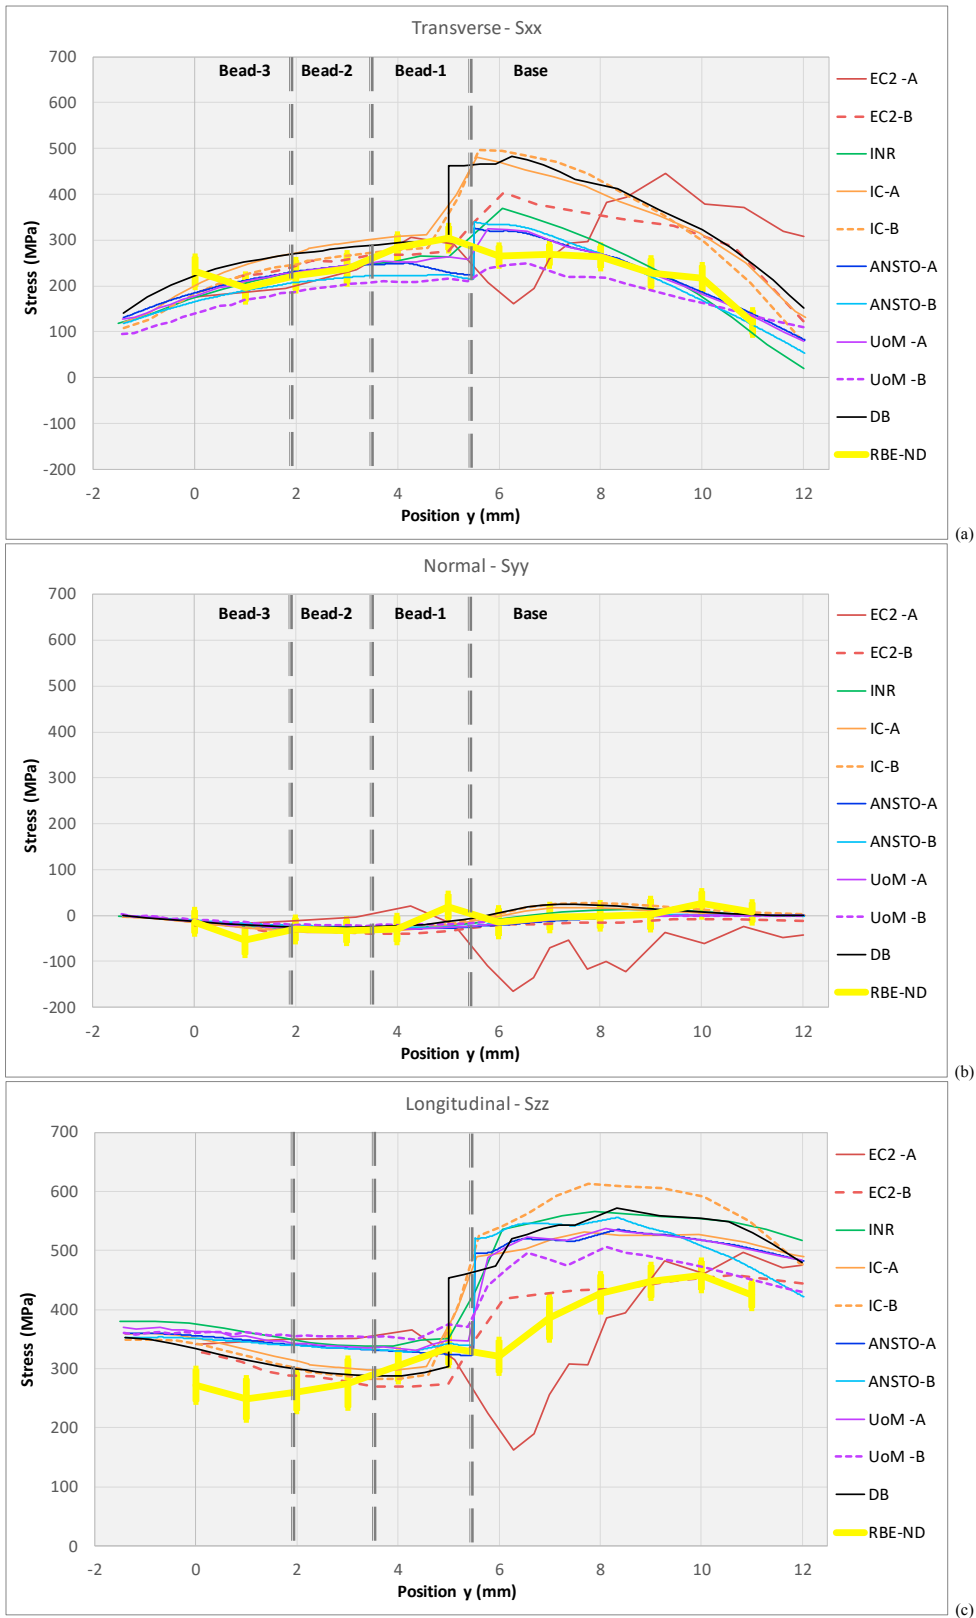 Transverse - Sxx
700
600
500
400
300
200
100
0
-100
-200
Stress (MPa)
Bead-3 Bead-2 Bead-1 Base
-2 0 2 4 6 8 10 12
Position y (mm)
EC2 -A
EC2-B
INR
IC-A
IC-B
ANSTO-A
ANSTO-B
UoM -A
UoM -B
DB
RBE-ND
(a)
Normal - Syy
700
600
500
400
300
200
100
0
-100
-200
Stress (MPa)
Bead-3 Bead-2 Bead-1 Base
-2 0 2 4 6 8 10 12
Position y (mm)
EC2 -A
EC2-B
INR
IC-A
IC-B
ANSTO-A
ANSTO-B
UoM -A
UoM -B
DB
RBE-ND
(b)
Longitudinal - Szz
700
600
500
400
300
200
100
0
Stress (MPa)
-2 0 2 4 6 8 10 12
Position y (mm)
EC2 -A
EC2-B
INR
IC-A
IC-B
ANSTO-A
ANSTO-B
UoM -A
UoM -B
DB
RBE-ND
(c)